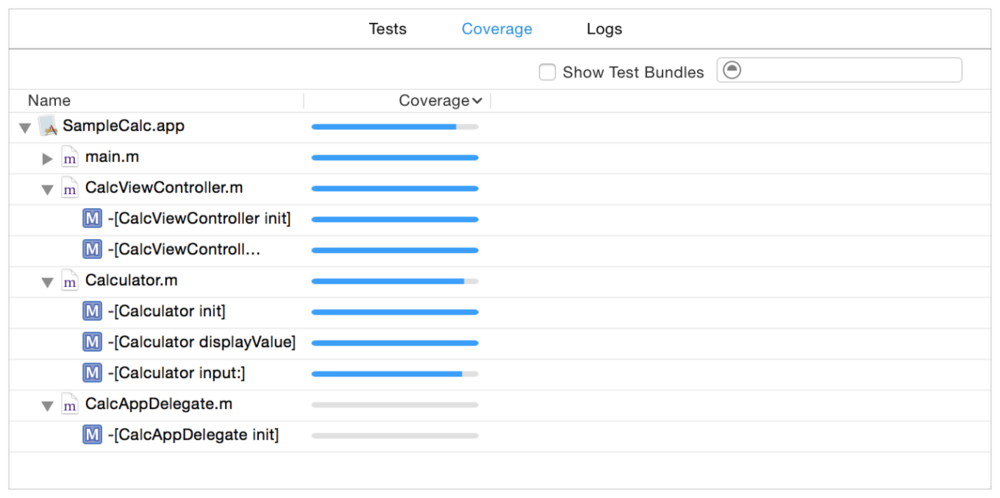 Tests Coverage Logs
Show Test Bundles
Name Coverage
SampleCalc.app
m main.m
m CalcViewController.m
M -[CalcViewController init]
M -[CalcViewControll...
m Calculator.m
M -[Calculator init]
M -[Calculator displayValue]
M -[Calculator input:]
m CalcAppDelegate.m
M -[CalcAppDelegate init]